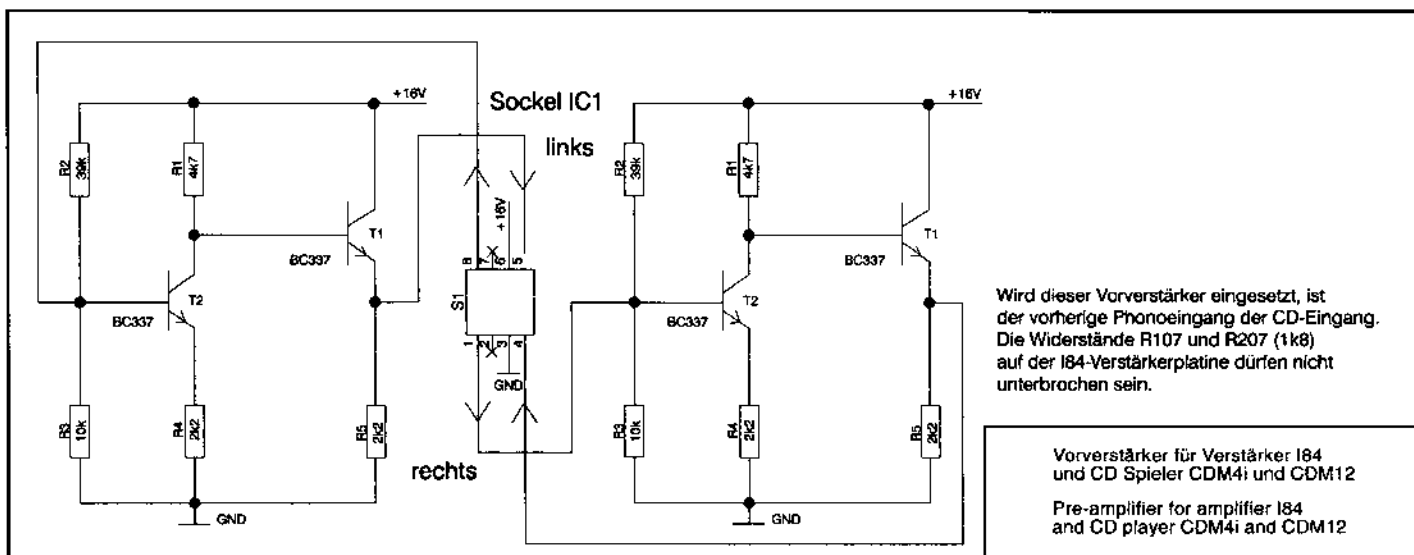 +16V
Sockel IC1
links
R2
39k
R1
4k7
T1
BC337
T2
BC337
R3
10k
R4
2k2
R5
2k2
GND
+16V
8
7
6
5
S1
1
2
3
4
GND
rechts
+16V
R2
39k
R1
4k7
T1
BC337
T2
BC337
R3
10k
R4
2k2
R5
2k2
GND
Wird dieser Vorverstärker eingesetzt, ist
der vorherige Phonoeingang der CD-Eingang.
Die Widerstände R107 und R207 (1k8)
auf der I84-Verstärkerplatine dürfen nicht
unterbrochen sein.
Vorverstärker für Verstärker I84
und CD Spieler CDM4i und CDM12
Pre-amplifier for amplifier I84
and CD player CDM4i and CDM12